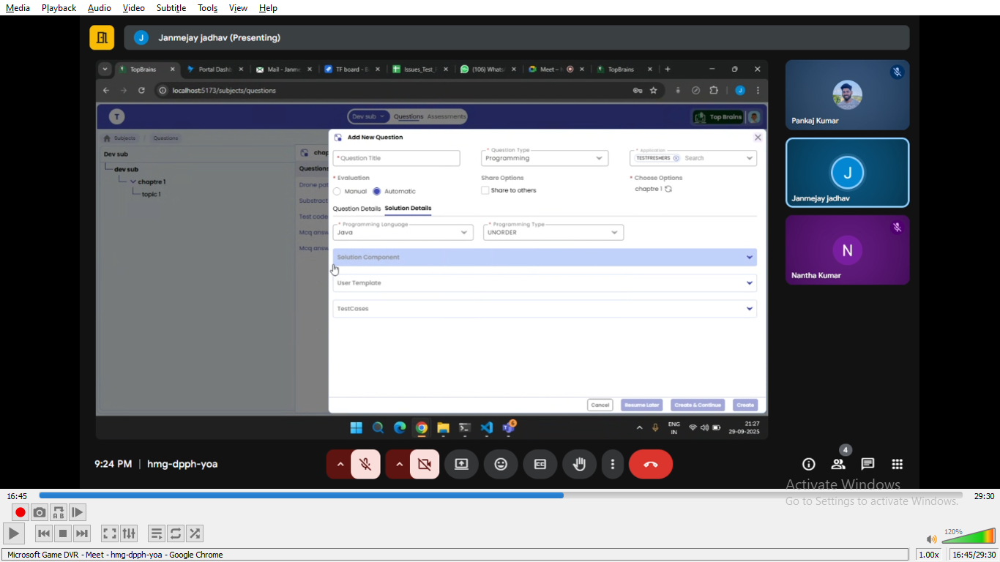 Media Playback Audio Video Subtitle Tools View Help
J Janmejay jadhav (Presenting)
TopBrains Portal Dashb Mail - Janme TF board - B Issues_Test_ (106) Whats Meet – TopBrains
localhost:5173/subjects/questions
T Dev sub Questions Assessments Top Brains
Subjects Questions
Dev sub
dev sub
chaptre 1
topic 1
chap
Questions
Drone pat
Substract
Test code
Mcq answ
Mcq answ
Add New Question
* Question Title
* Question Type
Programming
* Application
TESTFRESHERS Search
* Evaluation
Manual Automatic
Share Options
Share to others
* Choose Options
chaptre 1
Question Details Solution Details
* Programming Language
Java
* Programming Type
UNORDER
Solution Component
User Template
TestCases
Cancel Resume Later Create & Continue Create
6
ENG
IN
21:27
29-09-2025
Pankaj Kumar
J
Janmejay jadhav
N
Nantha Kumar
9:24 PM | hmg-dpph-yoa
4
Activate Windows
Go to Settings to activate Windows.
16:45 29:30
A B
120%
Microsoft Game DVR - Meet - hmg-dpph-yoa - Google Chrome 1.00x 16:45/29:30